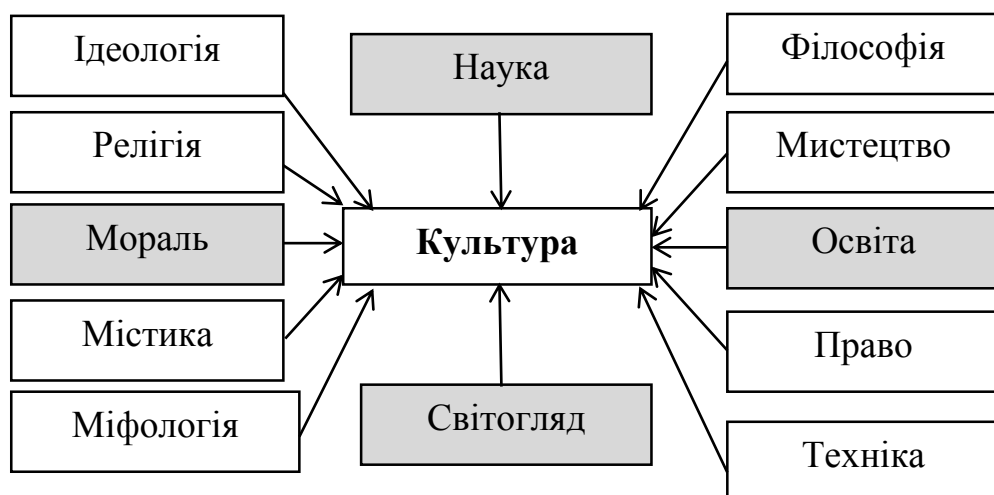 Ідеологія
Наука
Філософія
Релігія
Мистецтво
Мораль
Культура
Освіта
Містика
Право
Міфологія
Світогляд
Техніка